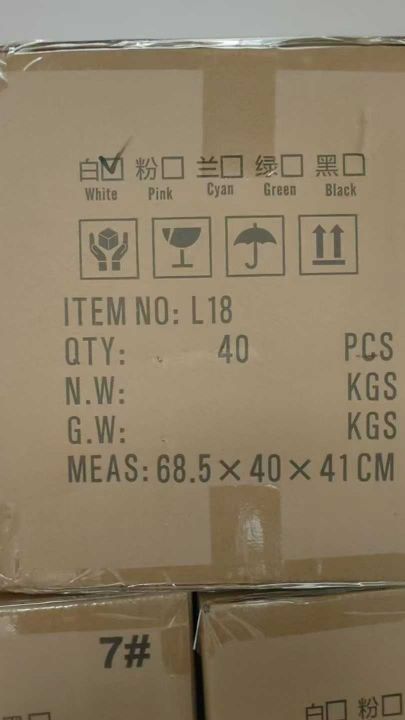 白 粉 兰 绿 黑
White Pink Cyan Green Black
ITEM NO: L18
QTY: 40 PCS
N.W: KGS
G.W: KGS
MEAS: 68.5×40×41CM
7#
白 粉